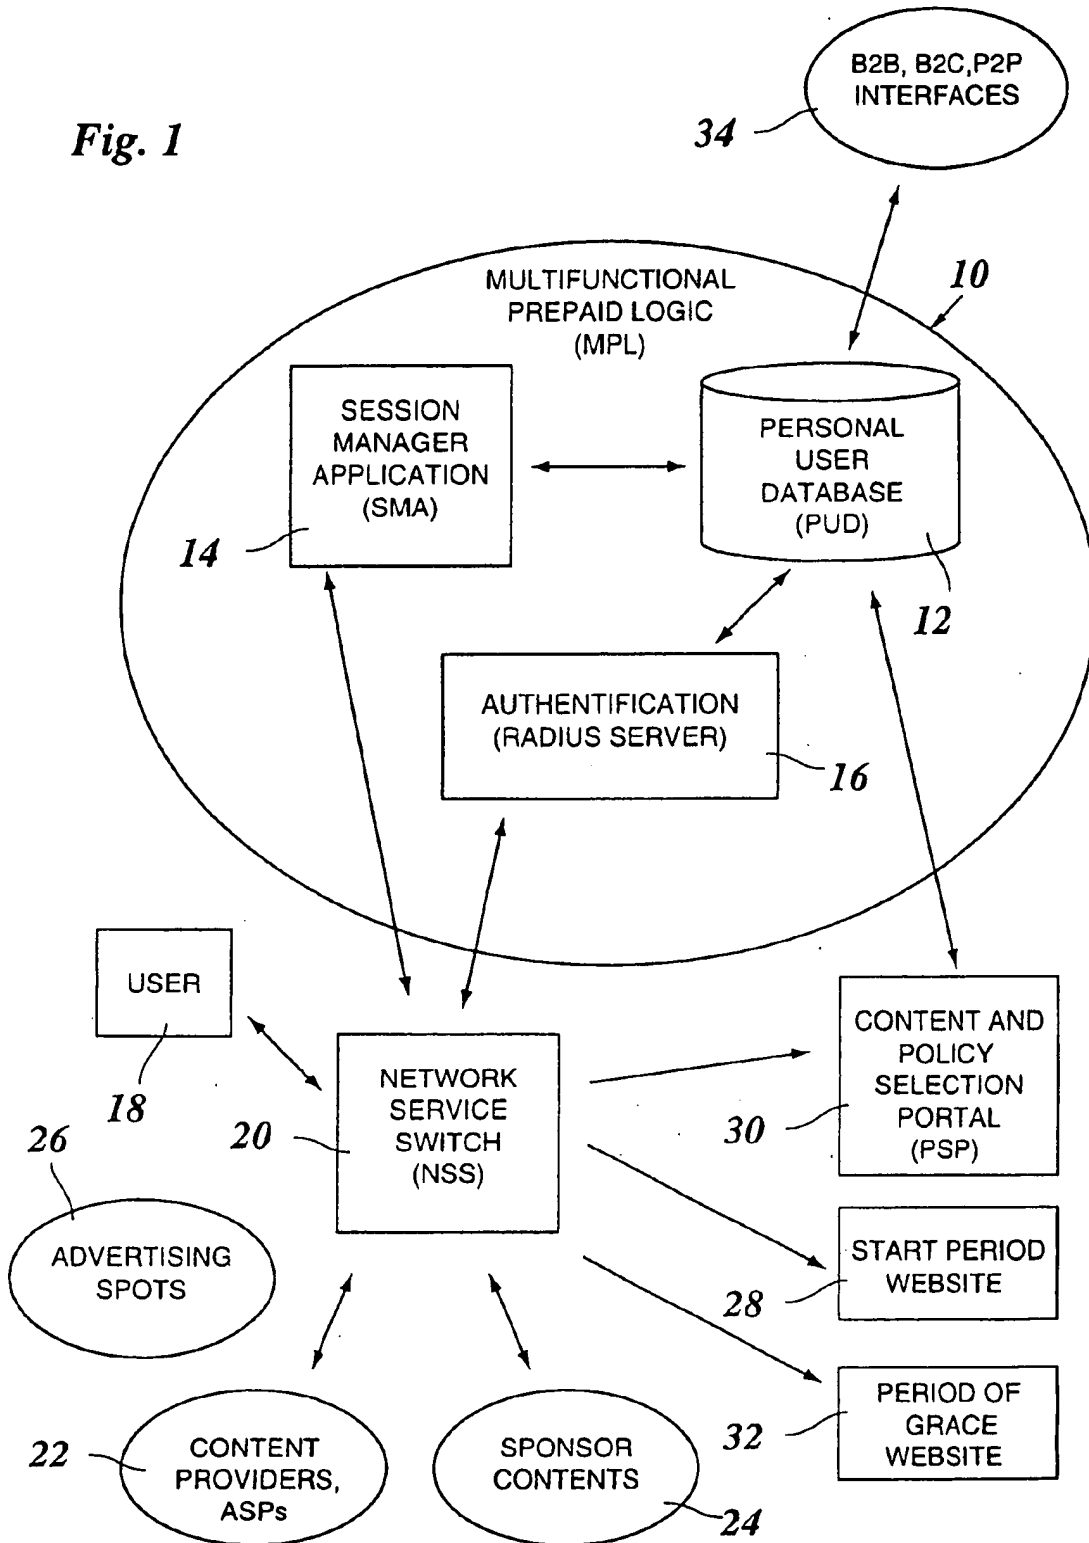 B2B, B2C,P2P
INTERFACES
34
Fig. 1
10
MULTIFUNCTIONAL
PREPAID LOGIC
(MPL)
SESSION
MANAGER
APPLICATION
(SMA)
14
PERSONAL
USER
DATABASE
(PUD)
12
AUTHENTIFICATION
(RADIUS SERVER)
16
USER
18
NETWORK
SERVICE
SWITCH
(NSS)
20
CONTENT AND
POLICY
SELECTION
PORTAL
(PSP)
30
26
ADVERTISING
SPOTS
START PERIOD
WEBSITE
28
PERIOD OF
GRACE
WEBSITE
32
22
CONTENT
PROVIDERS,
ASPs
SPONSOR
CONTENTS
24